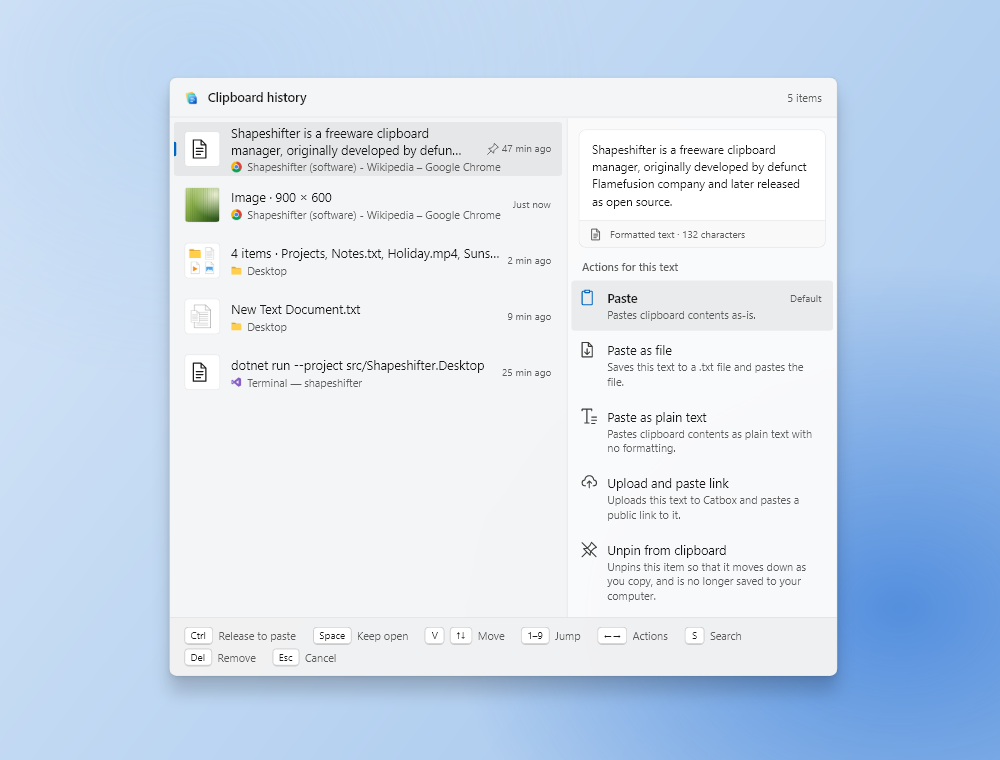 Clipboard history
5 items
Shapeshifter is a freeware clipboard
manager, originally developed by defun...
47 min ago
Shapeshifter (software) - Wikipedia – Google Chrome
Image · 900 × 600
Just now
Shapeshifter (software) - Wikipedia – Google Chrome
4 items · Projects, Notes.txt, Holiday.mp4, Suns...
2 min ago
Desktop
New Text Document.txt
9 min ago
Desktop
dotnet run --project src/Shapeshifter.Desktop
25 min ago
Terminal — shapeshifter
Shapeshifter is a freeware clipboard
manager, originally developed by defunct
Flamefusion company and later released
as open source.
Formatted text · 132 characters
Actions for this text
Paste
Default
Pastes clipboard contents as-is.
Paste as file
Saves this text to a .txt file and pastes the
file.
Paste as plain text
Pastes clipboard contents as plain text with
no formatting.
Upload and paste link
Uploads this text to Catbox and pastes a
public link to it.
Unpin from clipboard
Unpins this item so that it moves down as
you copy, and is no longer saved to your
computer.
Ctrl Release to paste Space Keep open V ↑↓ Move 1–9 Jump ←→ Actions S Search
Del Remove Esc Cancel